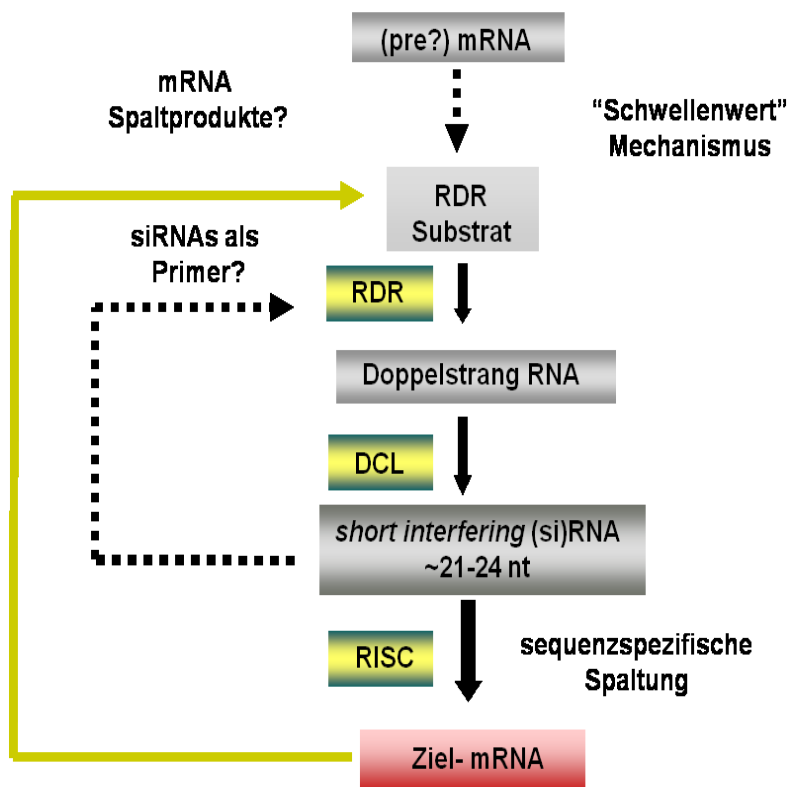 (pre?) mRNA
mRNA
Spaltprodukte?
“Schwellenwert”
Mechanismus
RDR
Substrat
siRNAs als
Primer?
RDR
Doppelstrang RNA
DCL
short interfering (si)RNA
~21-24 nt
RISC
sequenzspezifische
Spaltung
Ziel- mRNA